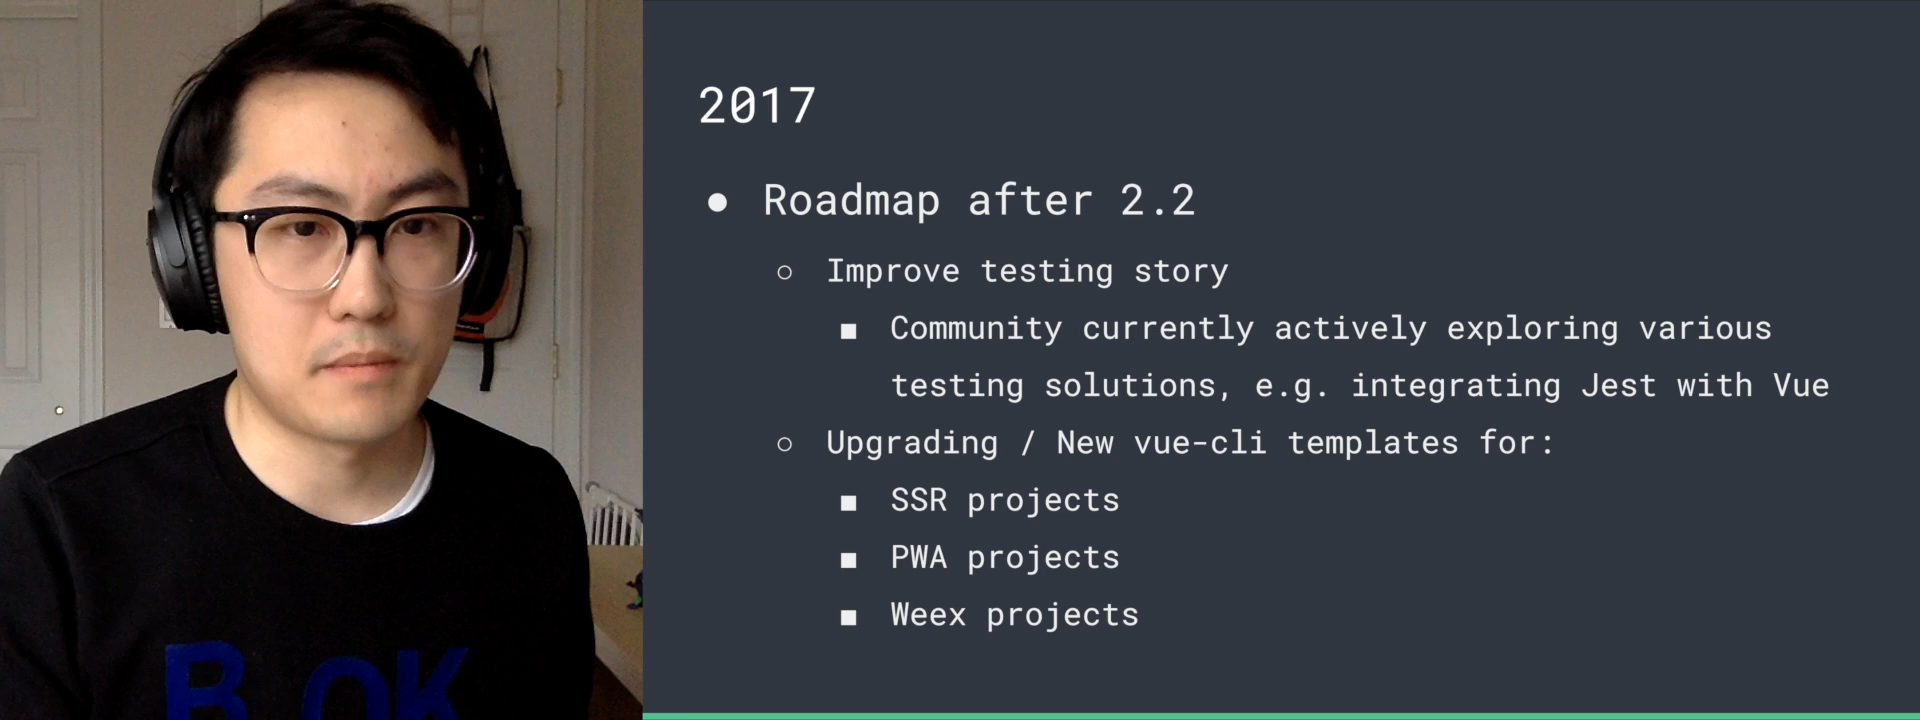 2017
● Roadmap after 2.2
○ Improve testing story
■ Community currently actively exploring various
testing solutions, e.g. integrating Jest with Vue
○ Upgrading / New vue-cli templates for:
■ SSR projects
■ PWA projects
■ Weex projects